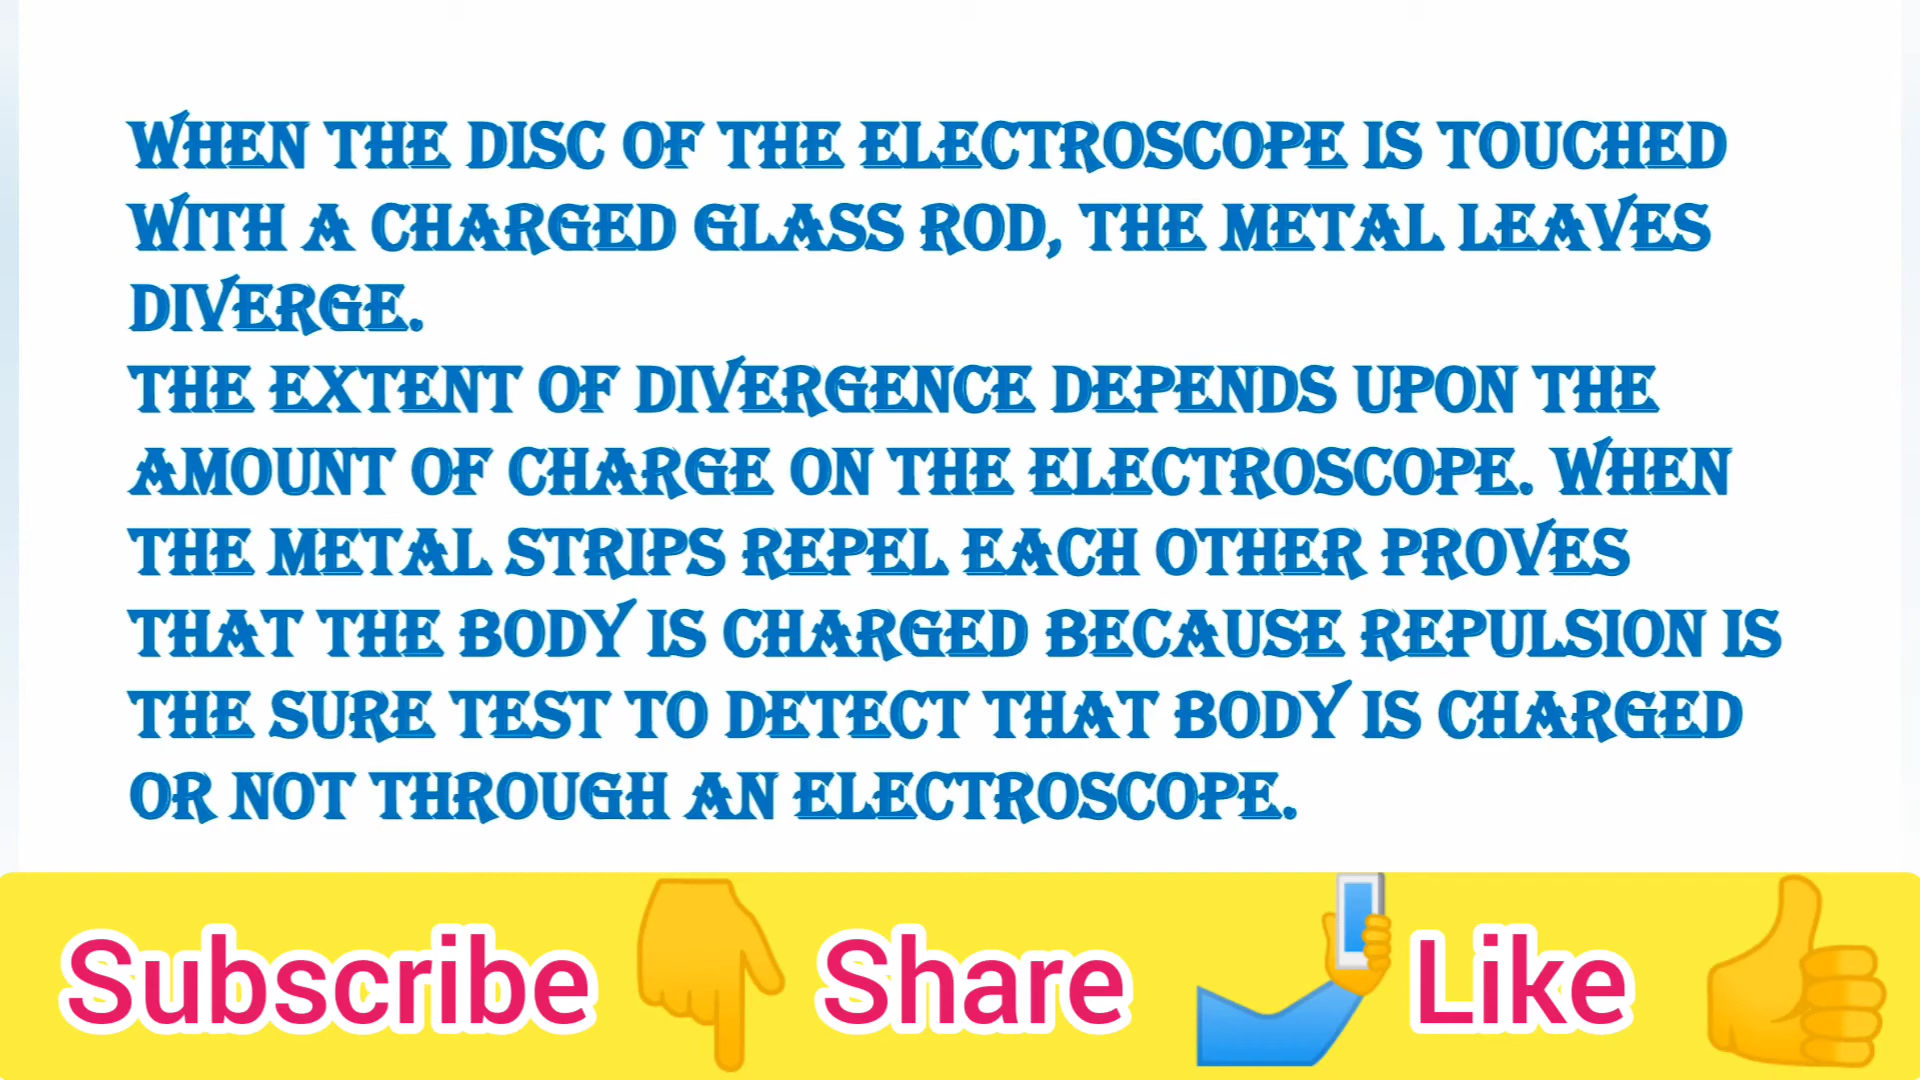 WHEN THE DISC OF THE ELECTROSCOPE IS TOUCHED
WITH A CHARGED GLASS ROD, THE METAL LEAVES
DIVERGE.
THE EXTENT OF DIVERGENCE DEPENDS UPON THE
AMOUNT OF CHARGE ON THE ELECTROSCOPE. WHEN
THE METAL STRIPS REPEL EACH OTHER PROVES
THAT THE BODY IS CHARGED BECAUSE REPULSION IS
THE SURE TEST TO DETECT THAT BODY IS CHARGED
OR NOT THROUGH AN ELECTROSCOPE.
Subscribe Share Like